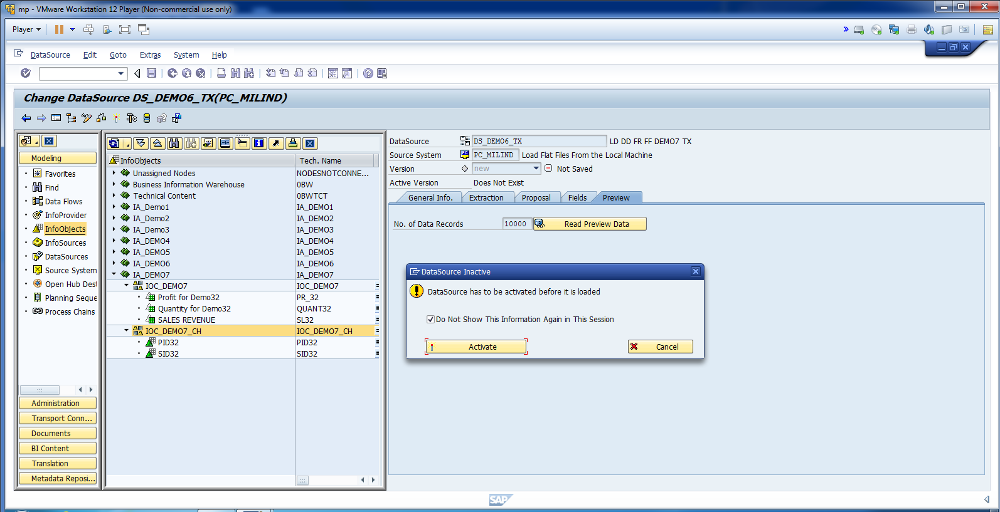 mp - VMware Workstation 12 Player (Non-commercial use only)
Player
DataSource Edit Goto Extras System Help
Change DataSource DS_DEMO6_TX(PC_MILIND)
Modeling
Favorites
Find
Data Flows
InfoProvider
InfoObjects
InfoSources
DataSources
Source System
Open Hub Dest
Planning Seque
Process Chains
Administration
Transport Conn...
Documents
BI Content
Translation
Metadata Reposi...
InfoObjects Tech. Name
Unassigned Nodes NODESNOTCONNE...
Business Information Warehouse 0BW
Technical Content 0BWTCT
IA_Demo1 IA_DEMO1
IA_Demo2 IA_DEMO2
IA_Demo3 IA_DEMO3
IA_DEMO4 IA_DEMO4
IA_DEMO5 IA_DEMO5
IA_DEMO6 IA_DEMO6
IA_DEMO7 IA_DEMO7
IOC_DEMO7 IOC_DEMO7
Profit for Demo32 PR_32
Quantity for Demo32 QUANT32
SALES REVENUE SL32
IOC_DEMO7_CH IOC_DEMO7_CH
PID32 PID32
SID32 SID32
DataSource DS_DEMO6_TX LD DD FR FF DEMO7 TX
Source System PC_MILIND Load Flat Files From the Local Machine
Version new Not Saved
Active Version Does Not Exist
General Info. Extraction Proposal Fields Preview
No. of Data Records 10000 Read Preview Data
DataSource Inactive
DataSource has to be activated before it is loaded
Do Not Show This Information Again in This Session
Activate Cancel
SAP